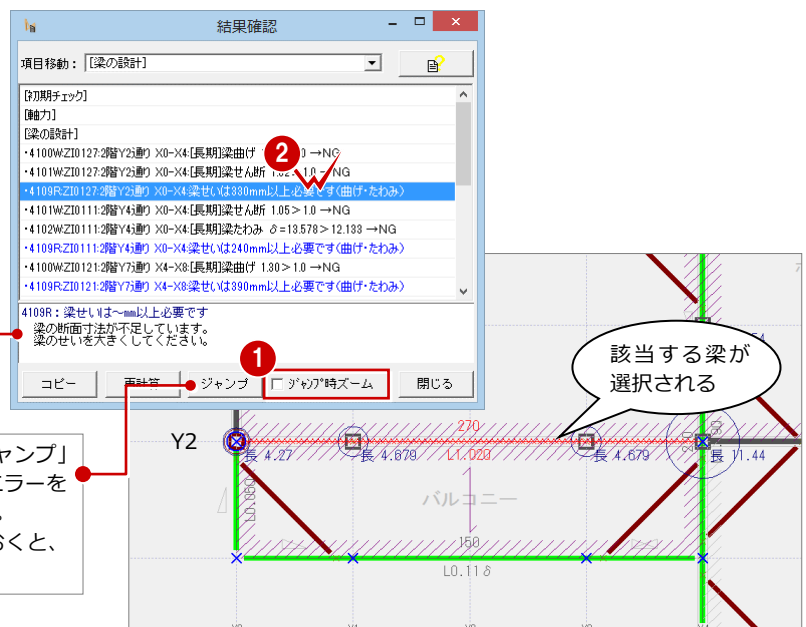 結果確認
項目移動： [梁の設計]
[初期チェック]
[軸力]
[梁の設計]
・4100W:ZI0127:2階Y2通り X0-X4:[長期]梁曲げ →NG
・4101W:ZI0127:2階Y2通り X0-X4:[長期]梁せん断 1.02＞1.0 →NG
・4109R:ZI0127:2階Y2通り X0-X4:梁せいは330mm以上必要です(曲げ・たわみ)
・4101W:ZI0111:2階Y4通り X0-X4:[長期]梁せん断 1.05＞1.0 →NG
・4102W:ZI0111:2階Y4通り X0-X4:[長期]梁たわみ δ=13.578＞12.133 →NG
・4109R:ZI0111:2階Y4通り X0-X4:梁せいは240mm以上必要です(曲げ・たわみ)
・4100W:ZI0121:2階Y7通り X4-X8:[長期]梁曲げ 1.30＞1.0 →NG
・4109R:ZI0121:2階Y7通り X4-X8:梁せいは390mm以上必要です(曲げ・たわみ)
2
4109R：梁せいは～mm以上必要です
梁の断面寸法が不足しています。
梁のせいを大きくしてください。
1
コピー 再計算 ジャンプ ジャンプ時ズーム 閉じる
該当する梁が
選択される
ャンプ」
エラーを
おくと、
Y2
270
長 4.27 長 4.679 L1.020 長 4.679 長 11.44
L0.050
バルコニー
150
L0.11δ